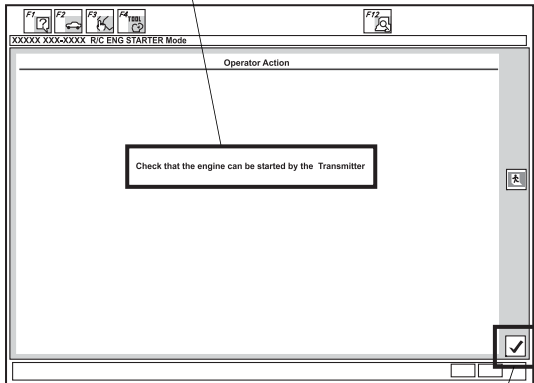 F1 F2 F3 F4 TOOL F12
XXXXX XXX-XXXX R/C ENG STARTER Mode
Operator Action
Check that the engine can be started by the Transmitter